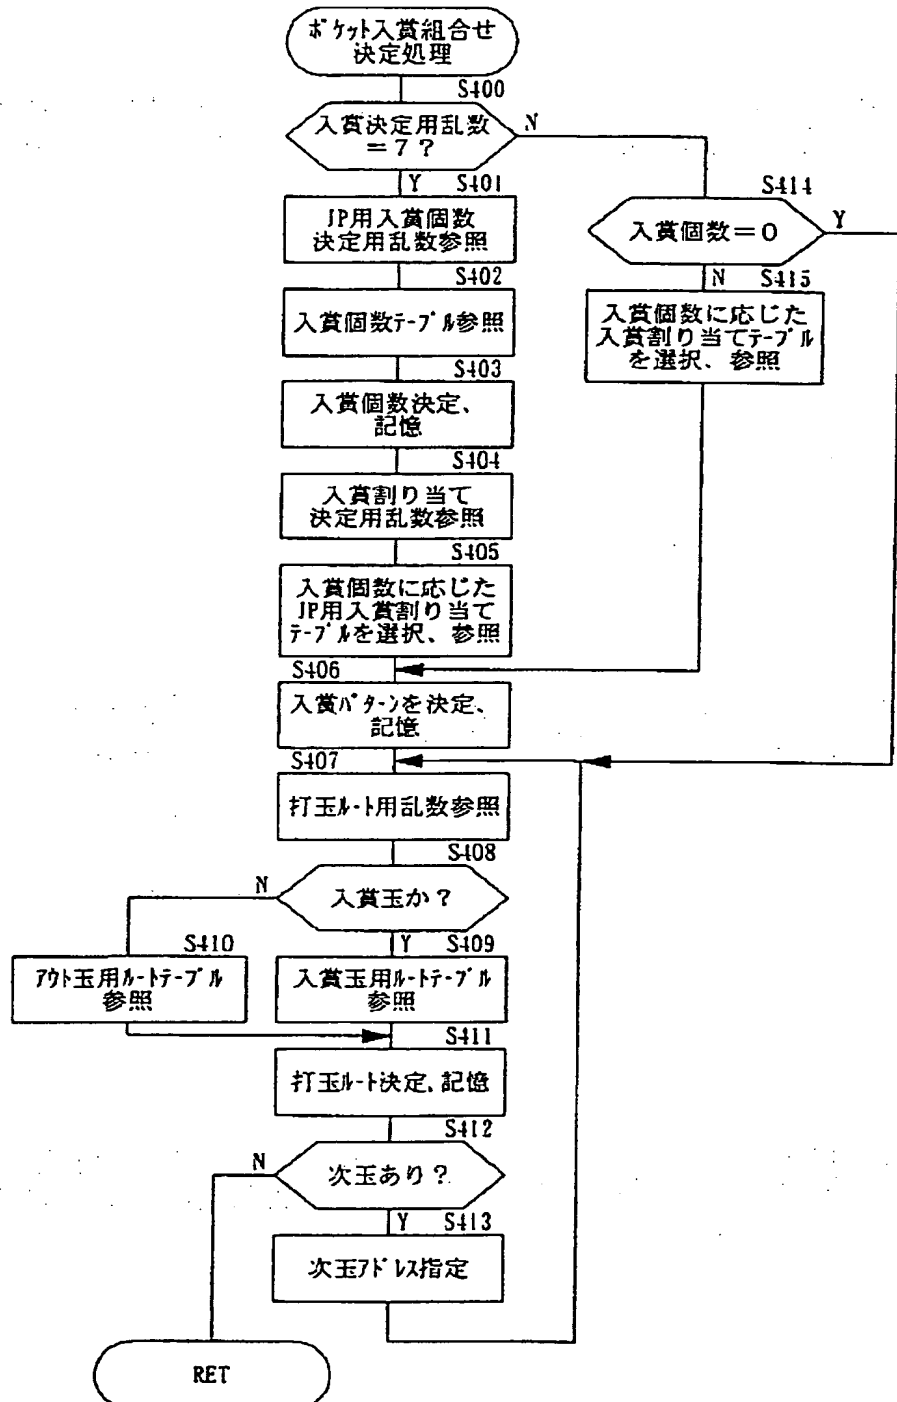 ポケット入賞組合せ
決定処理
S400
入賞決定用乱数
=7?
N
Y
S401
JP用入賞個数
決定用乱数参照
S414
入賞個数=0
Y
S402
入賞個数テーブル参照
N
S415
入賞個数に応じた
入賞割り当てテーブル
を選択、参照
S403
入賞個数決定、
記憶
S404
入賞割り当て
決定用乱数参照
S405
入賞個数に応じた
JP用入賞割り当て
テーブルを選択、参照
S406
入賞パターンを決定、
記憶
S407
打玉ルート用乱数参照
S408
入賞玉か?
N
Y
S409
S410
アウト玉用ルートテーブル
参照
入賞玉用ルートテーブル
参照
S411
打玉ルート決定、記憶
S412
次玉あり?
N
Y
S413
次玉アドレス指定
RET